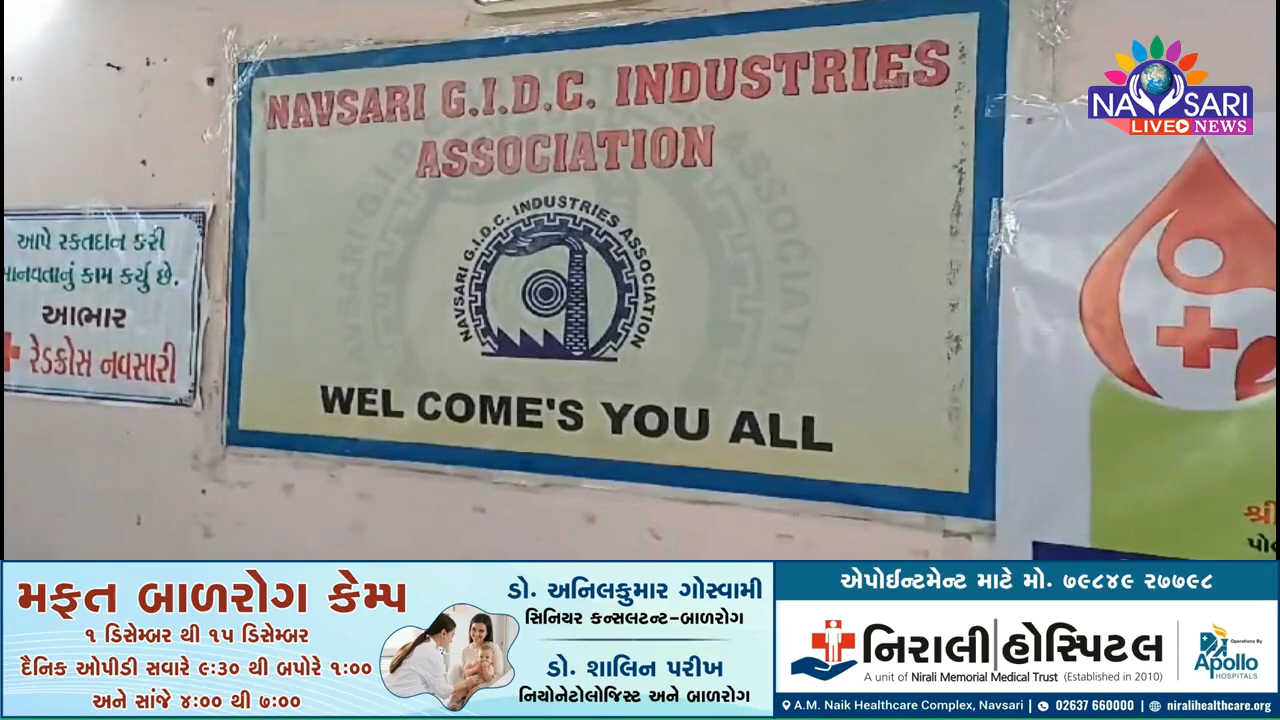 NAVSARI G.I.D.C. INDUSTRIES
ASSOCIATION
NAVSARI G.I.D.C. INDUSTRIES ASSOCIATION
WEL COME'S YOU ALL
આપે રક્તદાન કરી
માનવતાનું કામ કર્યુ છે.
આભાર
રેડક્રોસ નવસારી
NAVSARI
LIVE NEWS
શ્રી
મફત બાળરોગ કેમ્પ
૧ ડિસેમ્બર થી ૧૫ ડિસેમ્બર
દૈનિક ઓપીડી સવારે ૯:૩૦ થી બપોરે ૧:૦૦
અને સાંજે ૪:૦૦ થી ૭:૦૦
ડો. અનિલકુમાર ગોસ્વામી
સિનિયર કન્સલટન્ટ-બાળરોગ
ડો. શાલિન પરીખ
નિયોનેટોલોજિસ્ટ અને બાળરોગ
એપોઈન્ટમેન્ટ માટે મો. ૭૯૮૪૯ ૨૭૭૯૮
નિરાલી હોસ્પિટલ
A unit of Nirali Memorial Medical Trust (Established in 2010)
Operations By
Apollo
HOSPITALS
A.M. Naik Healthcare Complex, Navsari | 02637 660000 | niralihealthcare.org